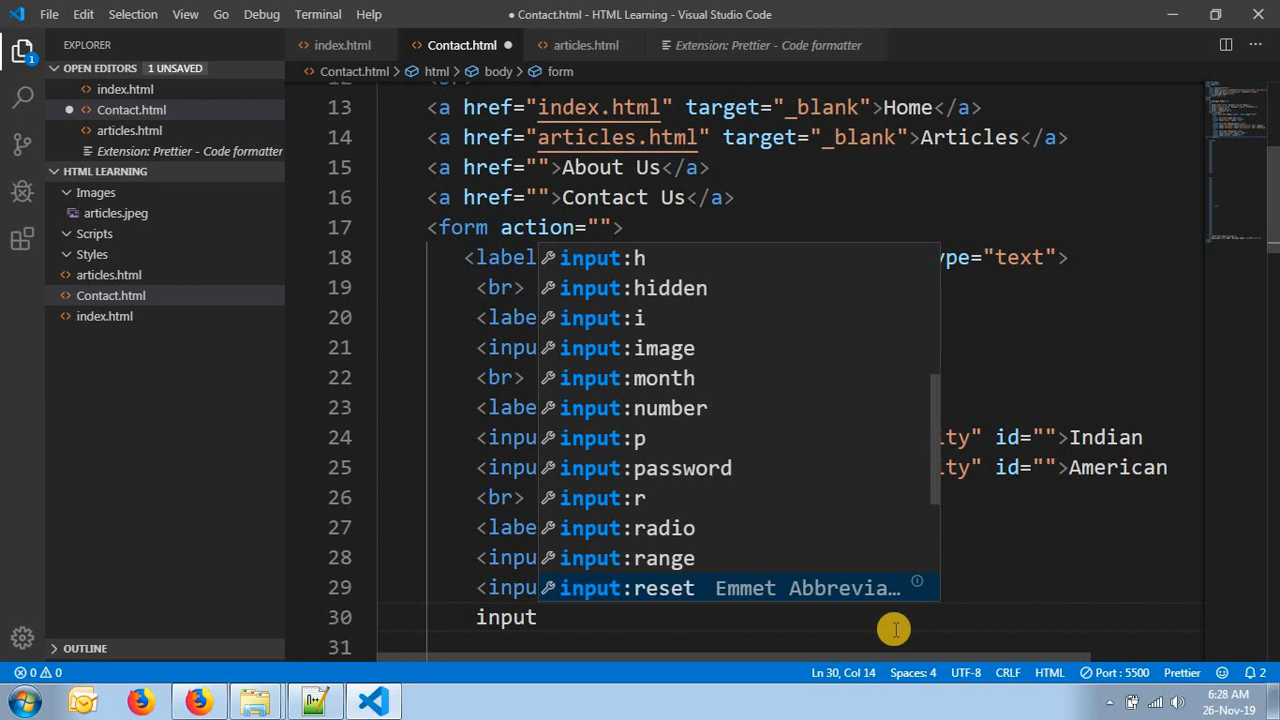 File Edit Selection View Go Debug Terminal Help
● Contact.html - HTML Learning - Visual Studio Code
EXPLORER
OPEN EDITORS 1 UNSAVED
index.html
Contact.html
articles.html
Extension: Prettier - Code formatter
HTML LEARNING
Images
articles.jpeg
Scripts
Styles
articles.html
Contact.html
index.html
OUTLINE
1
index.html Contact.html articles.html Extension: Prettier - Code formatter
Contact.html > html > body > form
13 <a href="index.html" target="_blank">Home</a>
14 <a href="articles.html" target="_blank">Articles</a>
15 <a href="">About Us</a>
16 <a href="">Contact Us</a>
17 <form action="">
18 <label ype="text">
19 <br>
20 <labe
21 <inpu
22 <br>
23 <labe
24 <inpu ity" id="">Indian
25 <inpu ity" id="">American
26 <br>
27 <labe
28 <inpu
29 <inpu
30 input
31
input:h
input:hidden
input:i
input:image
input:month
input:number
input:p
input:password
input:r
input:radio
input:range
input:reset Emmet Abbrevia...
0 0 Ln 30, Col 14 Spaces: 4 UTF-8 CRLF HTML Port : 5500 Prettier 2
6:28 AM
26-Nov-19